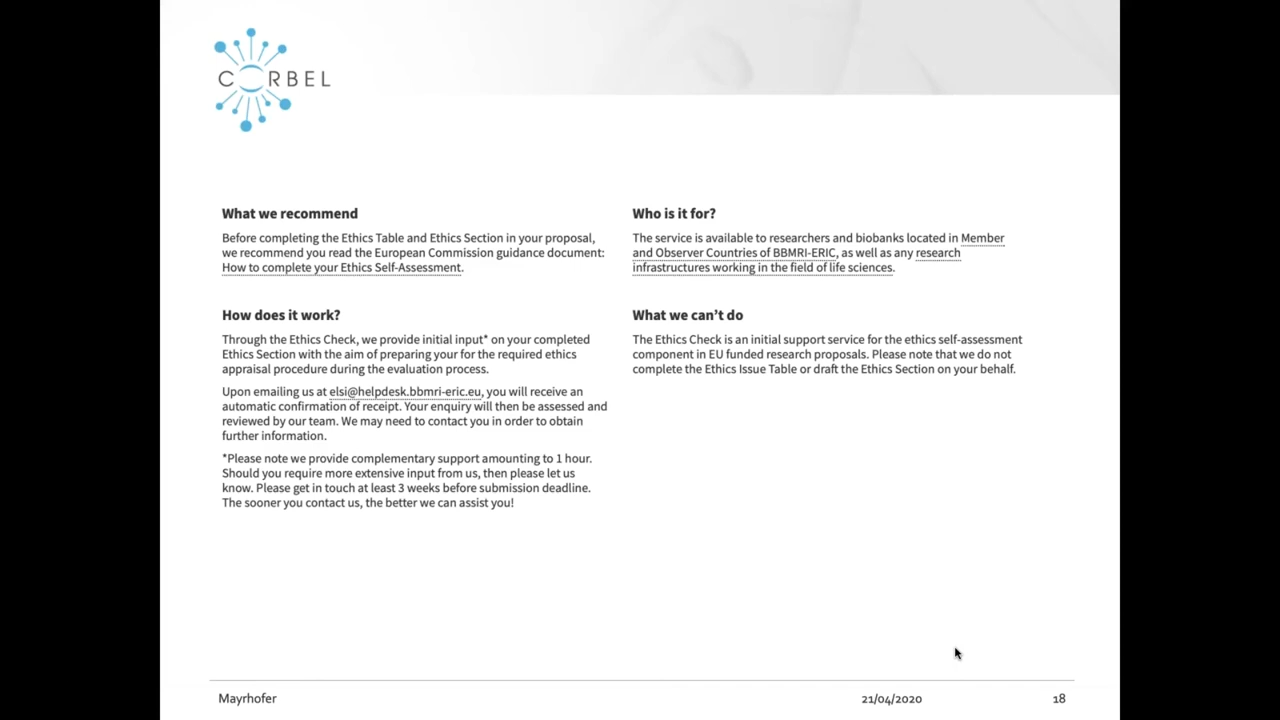 CORBEL
What we recommend
Before completing the Ethics Table and Ethics Section in your proposal,
we recommend you read the European Commission guidance document:
How to complete your Ethics Self-Assessment.
How does it work?
Through the Ethics Check, we provide initial input* on your completed
Ethics Section with the aim of preparing your for the required ethics
appraisal procedure during the evaluation process.
Upon emailing us at elsi@helpdesk.bbmri-eric.eu, you will receive an
automatic confirmation of receipt. Your enquiry will then be assessed and
reviewed by our team. We may need to contact you in order to obtain
further information.
*Please note we provide complementary support amounting to 1 hour.
Should you require more extensive input from us, then please let us
know. Please get in touch at least 3 weeks before submission deadline.
The sooner you contact us, the better we can assist you!
Who is it for?
The service is available to researchers and biobanks located in Member
and Observer Countries of BBMRI-ERIC, as well as any research
infrastructures working in the field of life sciences.
What we can’t do
The Ethics Check is an initial support service for the ethics self-assessment
component in EU funded research proposals. Please note that we do not
complete the Ethics Issue Table or draft the Ethics Section on your behalf.
Mayrhofer
21/04/2020
18